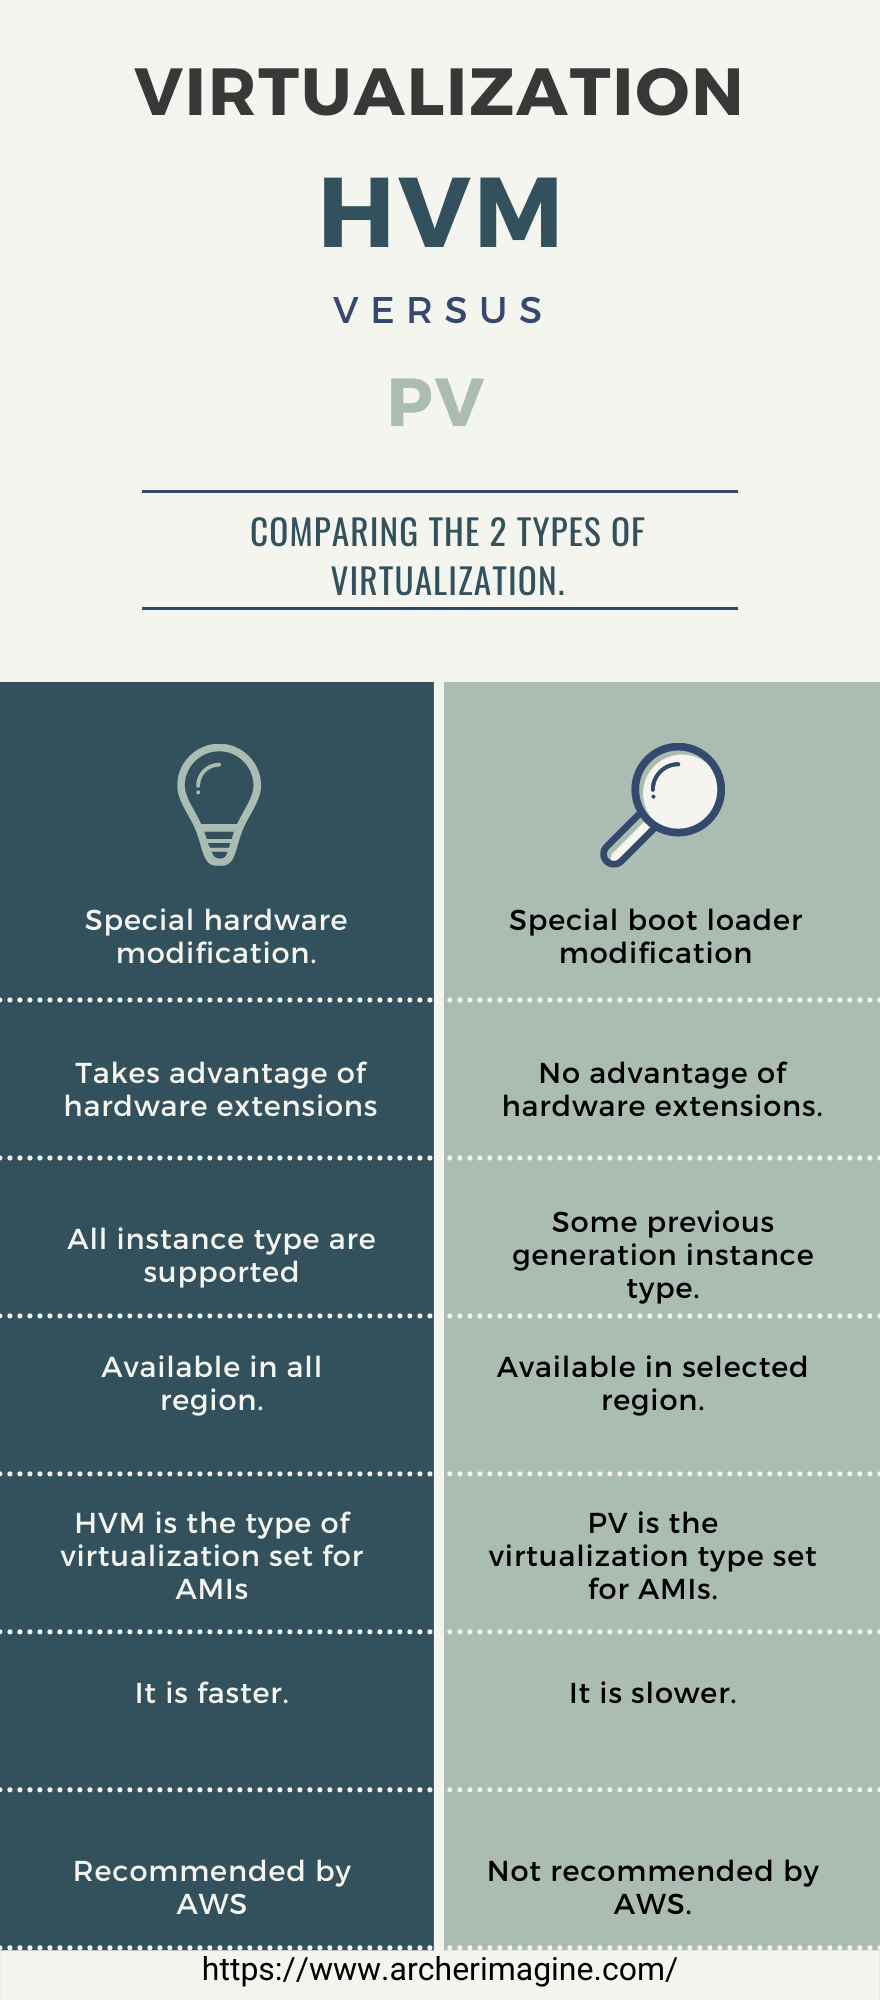 VIRTUALIZATION
HVM
VERSUS
PV
COMPARING THE 2 TYPES OF
VIRTUALIZATION.
Special hardware
modification.
Special boot loader
modification
Takes advantage of
hardware extensions
No advantage of
hardware extensions.
All instance type are
supported
Some previous
generation instance
type.
Available in all
region.
Available in selected
region.
HVM is the type of
virtualization set for
AMIs
PV is the
virtualization type set
for AMIs.
It is faster.
It is slower.
Recommended by
AWS
Not recommended by
AWS.
https://www.archerimagine.com/